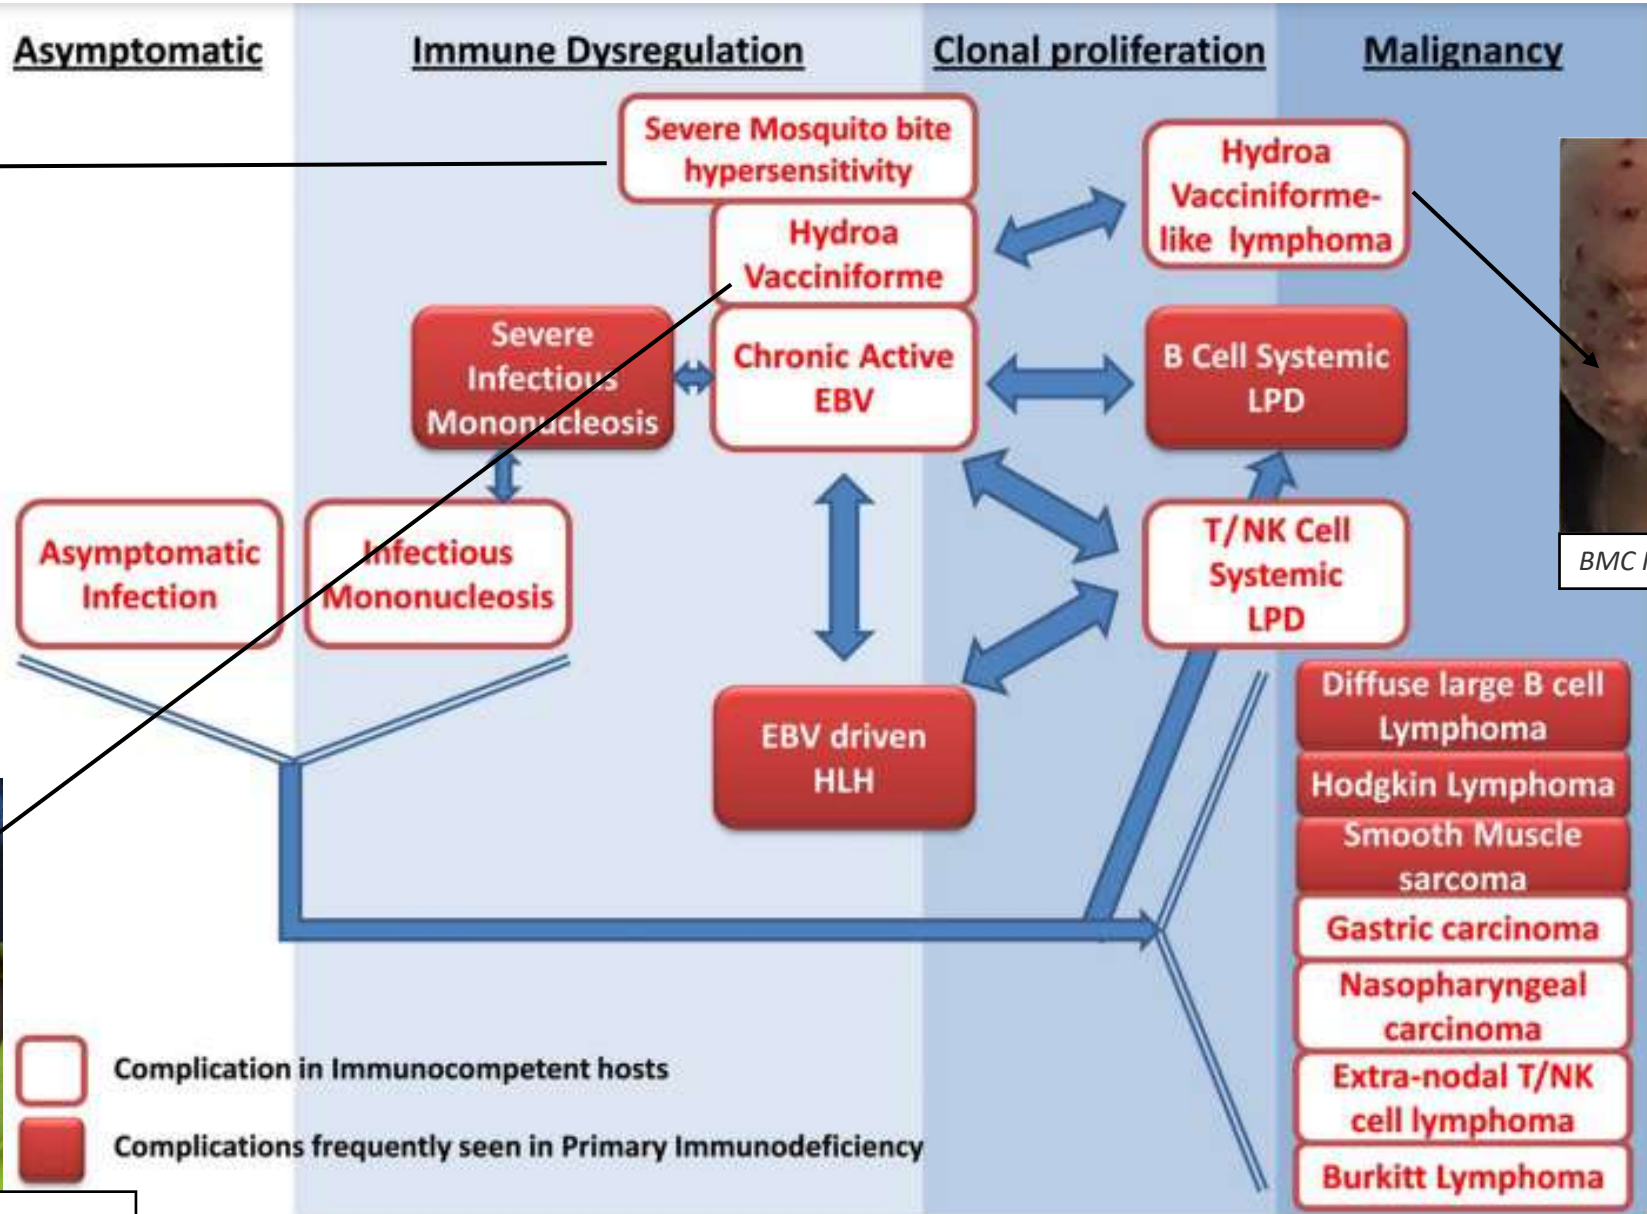 Asymptomatic
Immune Dysregulation
Clonal proliferation
Malignancy
Severe Mosquito bite
hypersensitivity
Hydroa
Vacciniforme
Hydroa
Vacciniforme-
like lymphoma
Severe
Infectious
Mononucleosis
Chronic Active
EBV
B Cell Systemic
LPD
Asymptomatic
Infection
Infectious
Mononucleosis
T/NK Cell
Systemic
LPD
BMC
EBV driven
HLH
Diffuse large B cell
Lymphoma
Hodgkin Lymphoma
Smooth Muscle
sarcoma
Gastric carcinoma
Nasopharyngeal
carcinoma
Extra-nodal T/NK
cell lymphoma
Burkitt Lymphoma
Complication in Immunocompetent hosts
Complications frequently seen in Primary Immunodeficiency